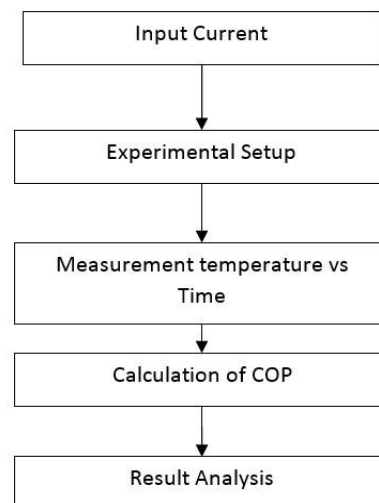 Input Current
Experimental Setup
Measurement temperature vs
Time
Calculation of COP
Result Analysis